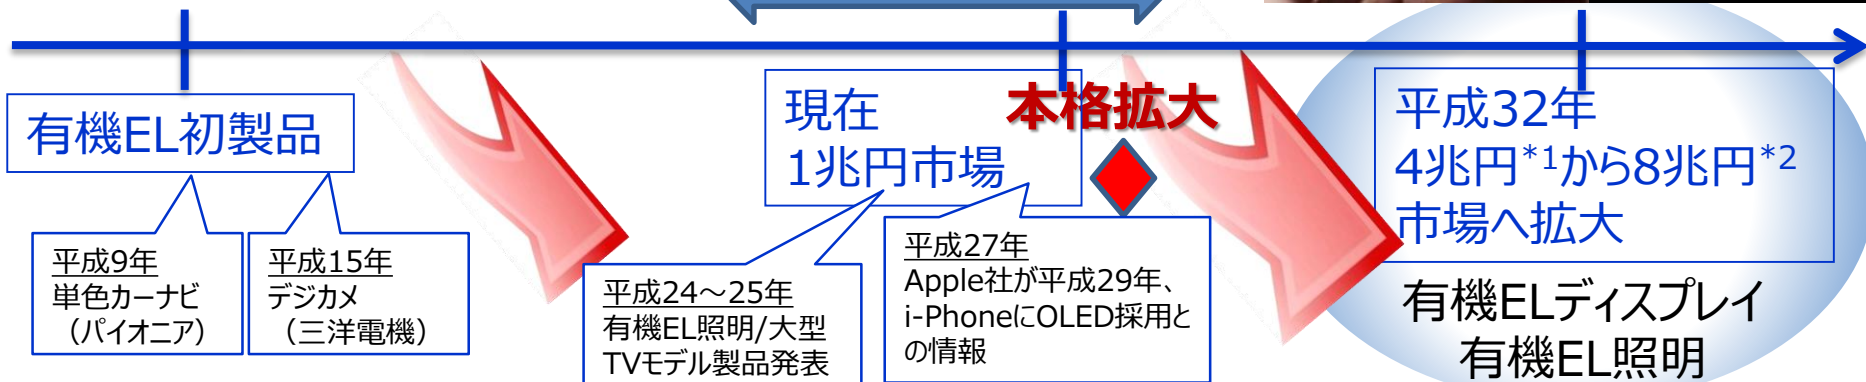 有機EL初製品
平成9年
単色カーナビ
（パイオニア）
平成15年
デジカメ
（三洋電機）
現在
1兆円市場
本格拡大
平成24～25年
有機EL照明/大型
TVモデル製品発表
平成27年
Apple社が平成29年、
i-PhoneにOLED採用と
の情報
平成32年
4兆円*1から8兆円*2
市場へ拡大
有機ELディスプレイ
有機EL照明